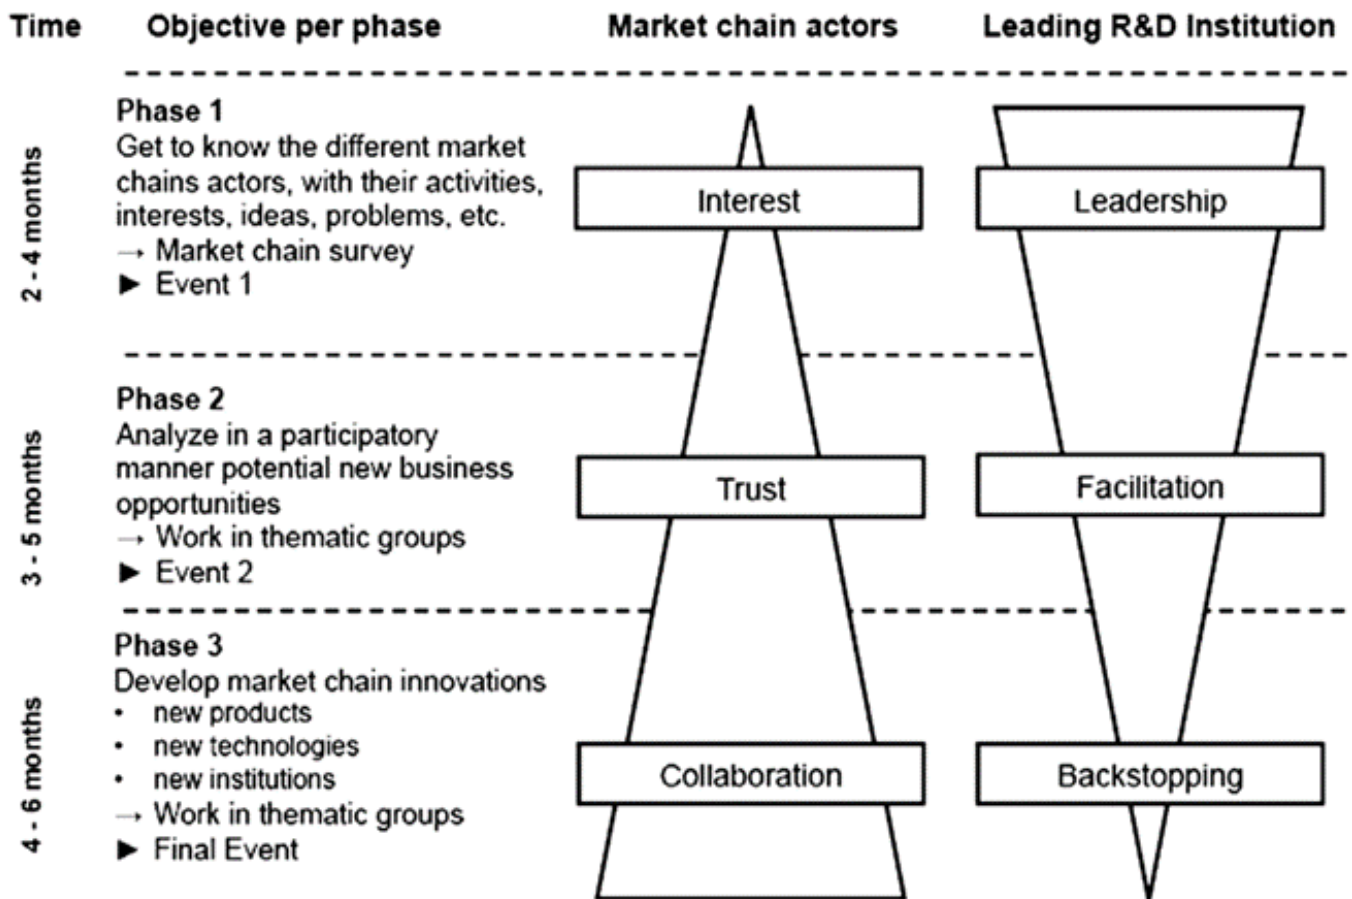 Time
Objective per phase
Market chain actors
Leading R&D Institution
2 - 4 months
Phase 1
Get to know the different market
chains actors, with their activities,
interests, ideas, problems, etc.
→ Market chain survey
► Event 1
Interest
Leadership
3 - 5 months
Phase 2
Analyze in a participatory
manner potential new business
opportunities
→ Work in thematic groups
► Event 2
Trust
Facilitation
4 - 6 months
Phase 3
Develop market chain innovations
• new products
• new technologies
• new institutions
→ Work in thematic groups
► Final Event
Collaboration
Backstopping